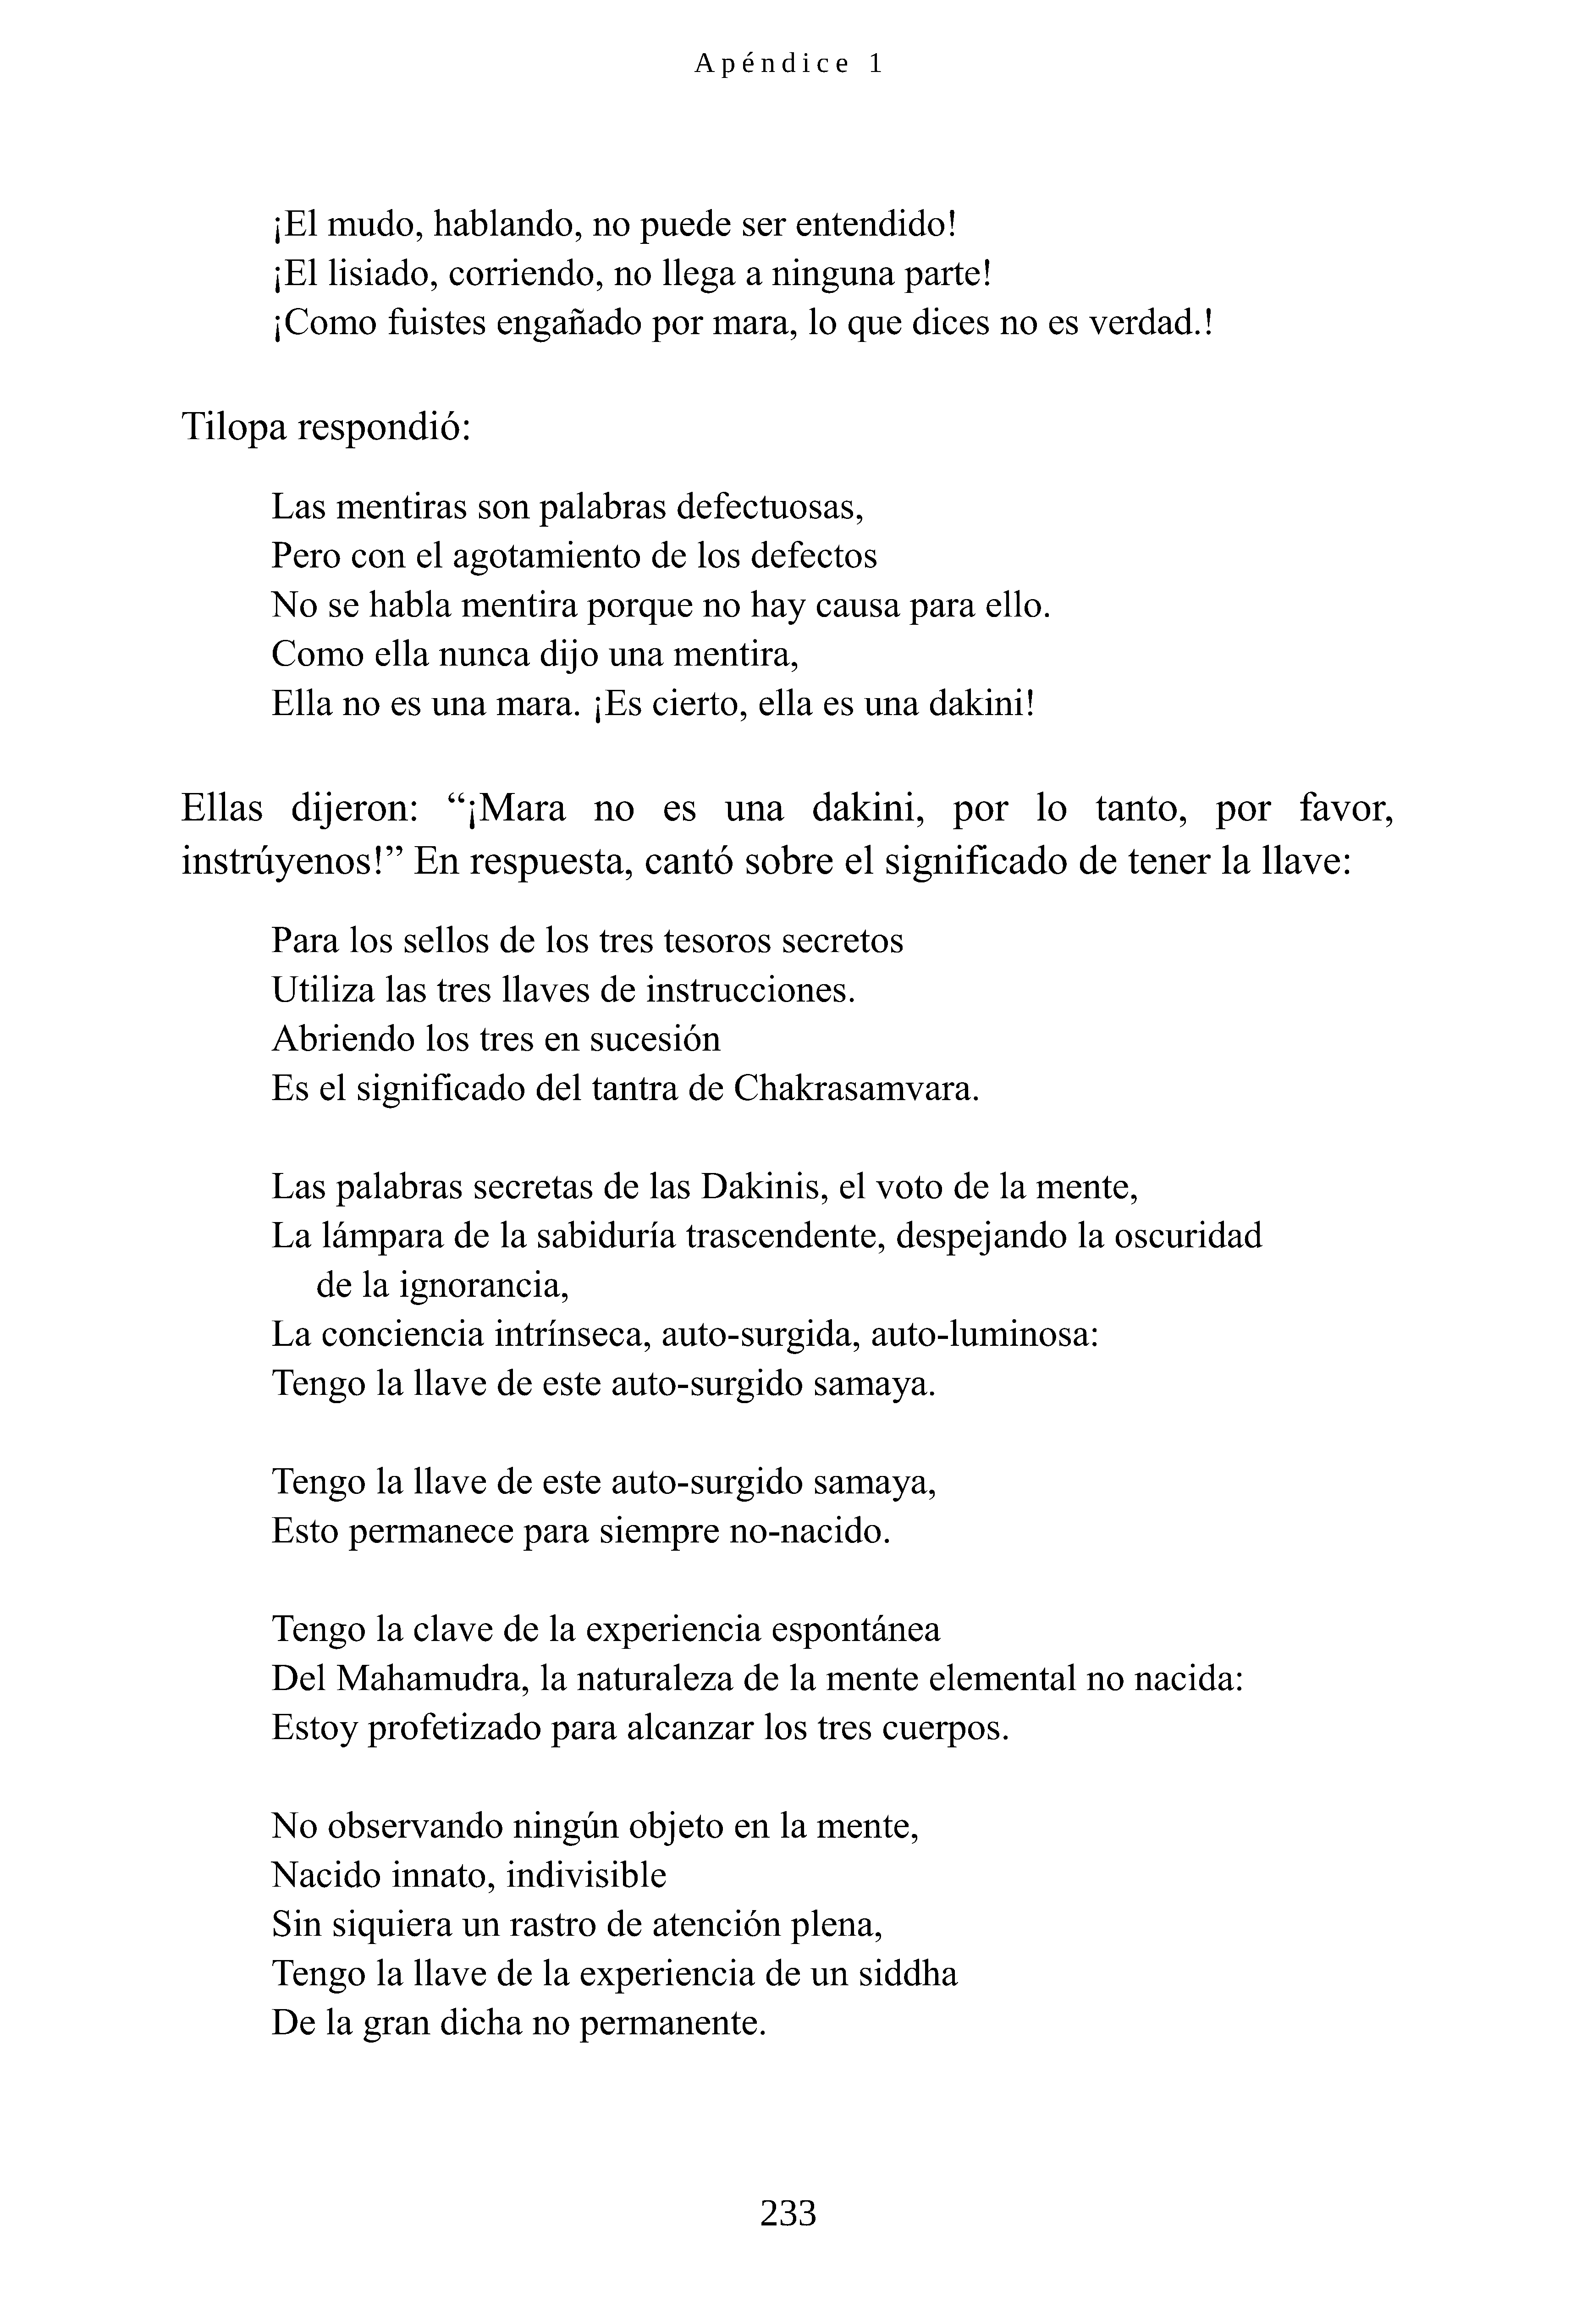 Apéndice 1
¡El mudo, hablando, no puede ser entendido!
¡El lisiado, corriendo, no llega a ninguna parte!
¡Como fuistes engañado por mara, lo que dices no es verdad.!
Tilopa respondió:
Las mentiras son palabras defectuosas,
Pero con el agotamiento de los defectos
No se habla mentira porque no hay causa para ello.
Como ella nunca dijo una mentira,
Ella no es una mara. ¡Es cierto, ella es una dakini!
Ellas dijeron: “¡Mara no es una dakini, por lo tanto, por favor,
instrúyenos!” En respuesta, cantó sobre el significado de tener la llave:
Para los sellos de los tres tesoros secretos
Utiliza las tres llaves de instrucciones.
Abriendo los tres en sucesión
Es el significado del tantra de Chakrasamvara.
Las palabras secretas de las Dakinis, el voto de la mente,
La lámpara de la sabiduría trascendente, despejando la oscuridad
de la ignorancia,
La conciencia intrínseca, auto-surgida, auto-luminosa:
Tengo la llave de este auto-surgido samaya.
Tengo la llave de este auto-surgido samaya,
Esto permanece para siempre no-nacido.
Tengo la clave de la experiencia espontánea
Del Mahamudra, la naturaleza de la mente elemental no nacida:
Estoy profetizado para alcanzar los tres cuerpos.
No observando ningún objeto en la mente,
Nacido innato, indivisible
Sin siquiera un rastro de atención plena,
Tengo la llave de la experiencia de un siddha
De la gran dicha no permanente.
233